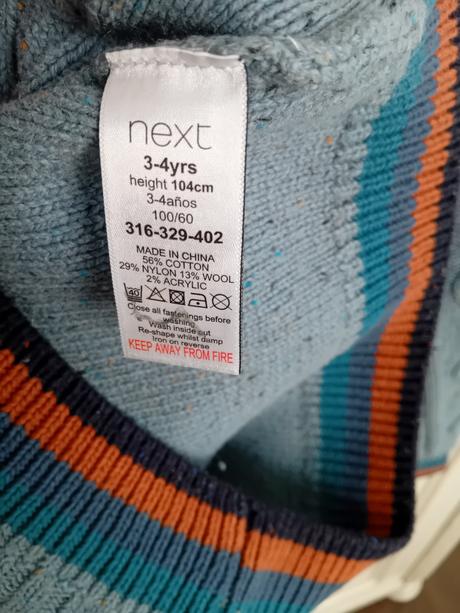 next
3-4yrs
height 104cm
3-4años
100/60
316-329-402
MADE IN CHINA
56% COTTON
29% NYLON 13% WOOL
2% ACRYLIC
40
Close all fastenings before
washing
Wash inside out
Re-shape whilst damp
Iron on reverse
KEEP AWAY FROM FIRE